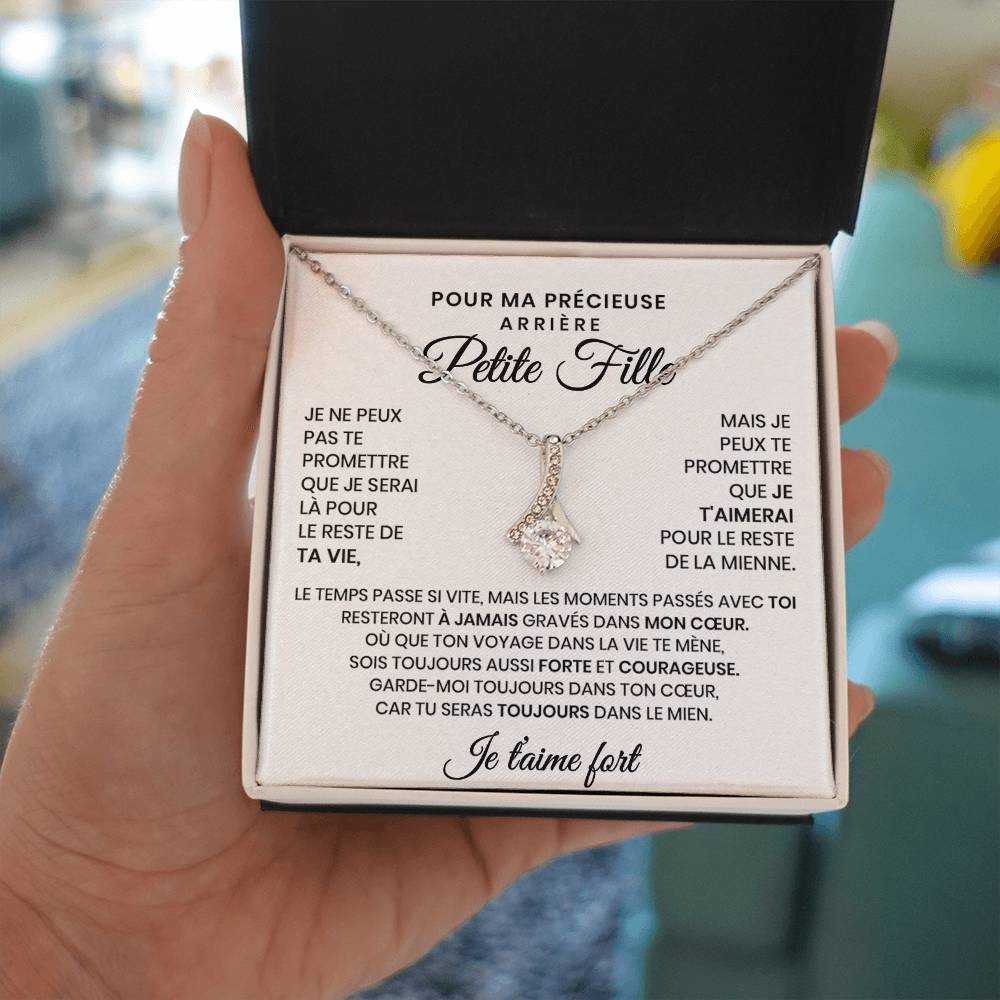 POUR MA PRÉCIEUSE
ARRIÈRE
Petite Fille
JE NE PEUX
PAS TE
PROMETTRE
QUE JE SERAI
LÀ POUR
LE RESTE DE
TA VIE,
MAIS JE
PEUX TE
PROMETTRE
QUE JE
T'AIMERAI
POUR LE RESTE
DE LA MIENNE.
LE TEMPS PASSE SI VITE, MAIS LES MOMENTS PASSÉS AVEC TOI
RESTERONT À JAMAIS GRAVÉS DANS MON CŒUR.
OÙ QUE TON VOYAGE DANS LA VIE TE MÈNE,
SOIS TOUJOURS AUSSI FORTE ET COURAGEUSE.
GARDE-MOI TOUJOURS DANS TON CŒUR,
CAR TU SERAS TOUJOURS DANS LE MIEN.
Je t'aime fort